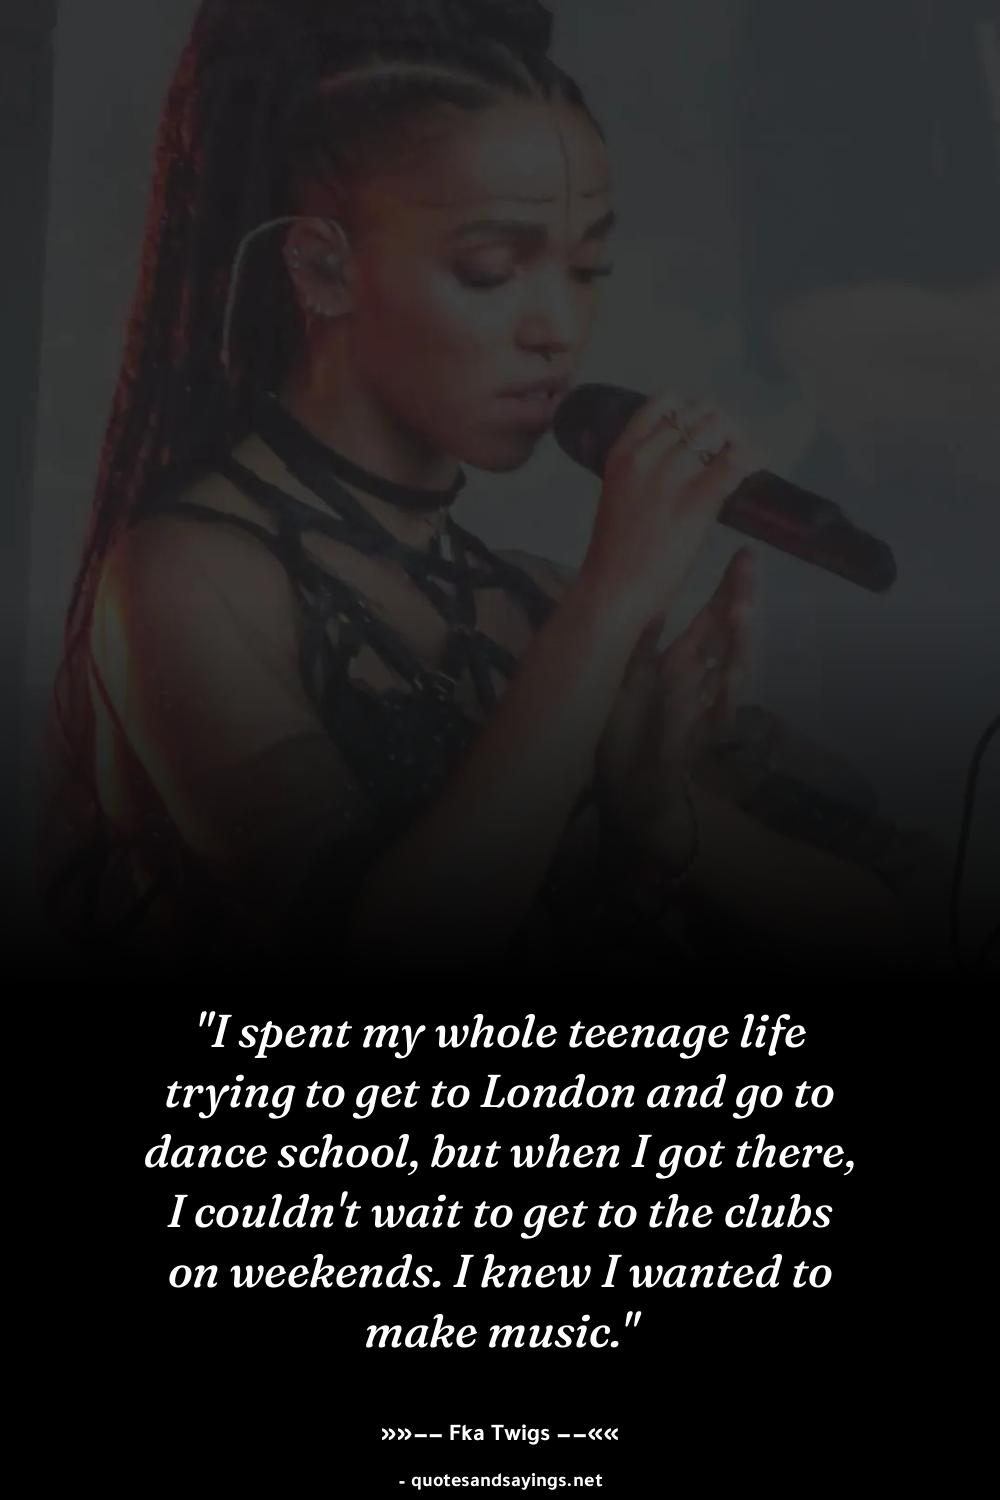 "I spent my whole teenage life
trying to get to London and go to
dance school, but when I got there,
I couldn't wait to get to the clubs
on weekends. I knew I wanted to
make music."
»»–– Fka Twigs ––««
- quotesandsayings.net